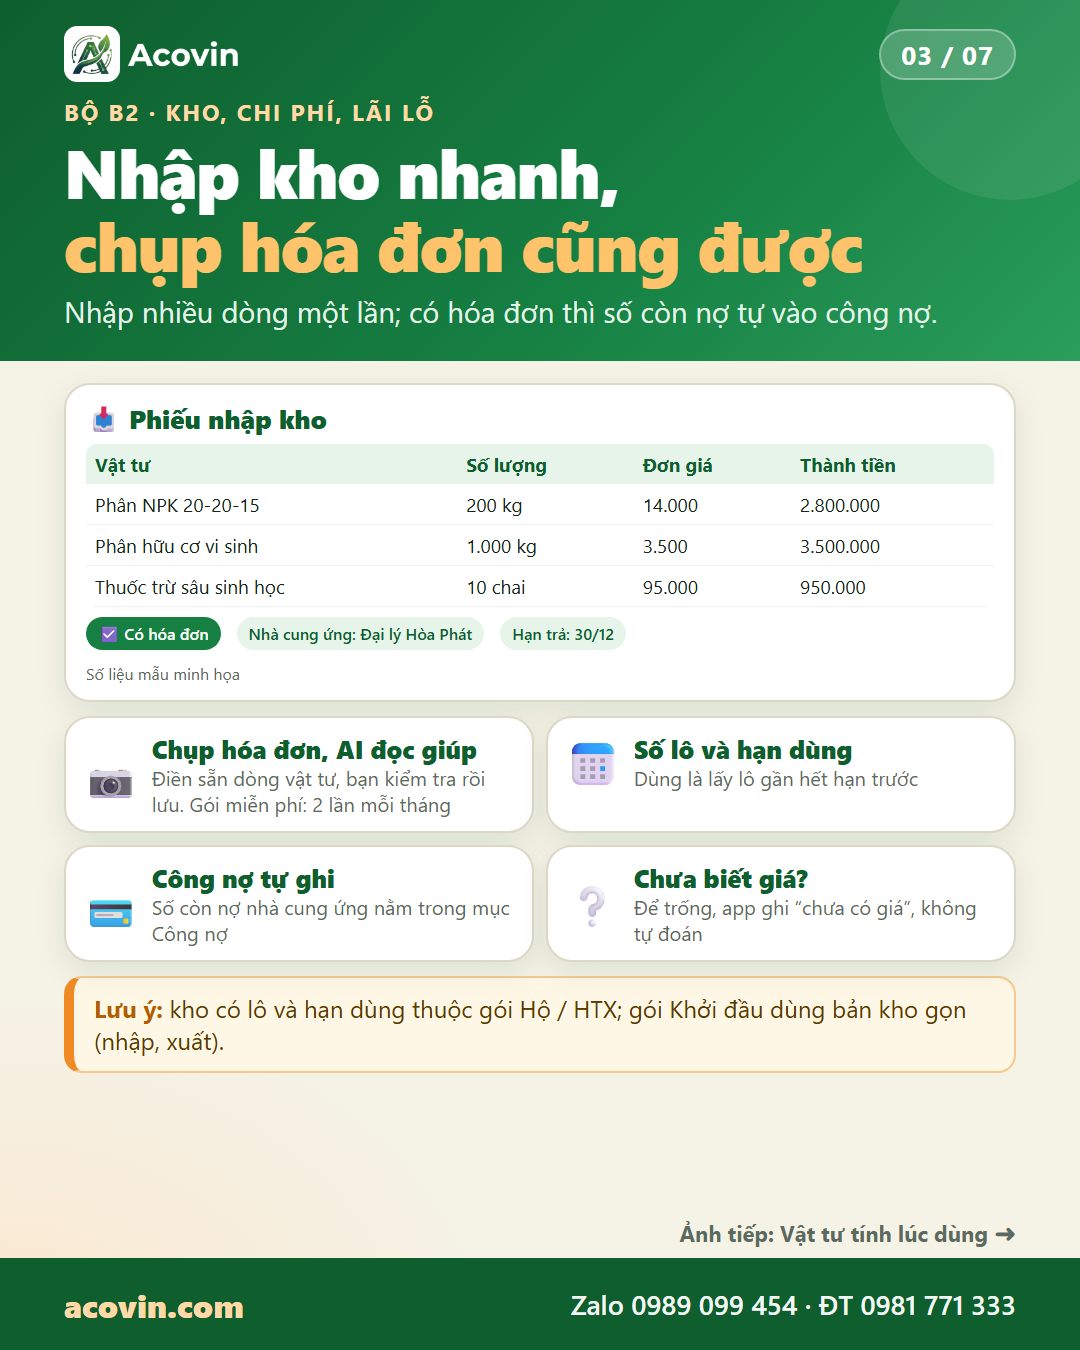 Acovin
03 / 07
BỘ B2 · KHO, CHI PHÍ, LÃI LỖ
Nhập kho nhanh,
chụp hóa đơn cũng được
Nhập nhiều dòng một lần; có hóa đơn thì số còn nợ tự vào công nợ.
Phiếu nhập kho
Vật tư Số lượng Đơn giá Thành tiền
Phân NPK 20-20-15 200 kg 14.000 2.800.000
Phân hữu cơ vi sinh 1.000 kg 3.500 3.500.000
Thuốc trừ sâu sinh học 10 chai 95.000 950.000
Có hóa đơn Nhà cung ứng: Đại lý Hòa Phát Hạn trả: 30/12
Số liệu mẫu minh họa
Chụp hóa đơn, AI đọc giúp
Điền sẵn dòng vật tư, bạn kiểm tra rồi
lưu. Gói miễn phí: 2 lần mỗi tháng
Số lô và hạn dùng
Dùng là lấy lô gần hết hạn trước
Công nợ tự ghi
Số còn nợ nhà cung ứng nằm trong mục
Công nợ
Chưa biết giá?
Để trống, app ghi “chưa có giá”, không
tự đoán
Lưu ý: kho có lô và hạn dùng thuộc gói Hộ / HTX; gói Khởi đầu dùng bản kho gọn
(nhập, xuất).
Ảnh tiếp: Vật tư tính lúc dùng ➜
acovin.com
Zalo 0989 099 454 · ĐT 0981 771 333